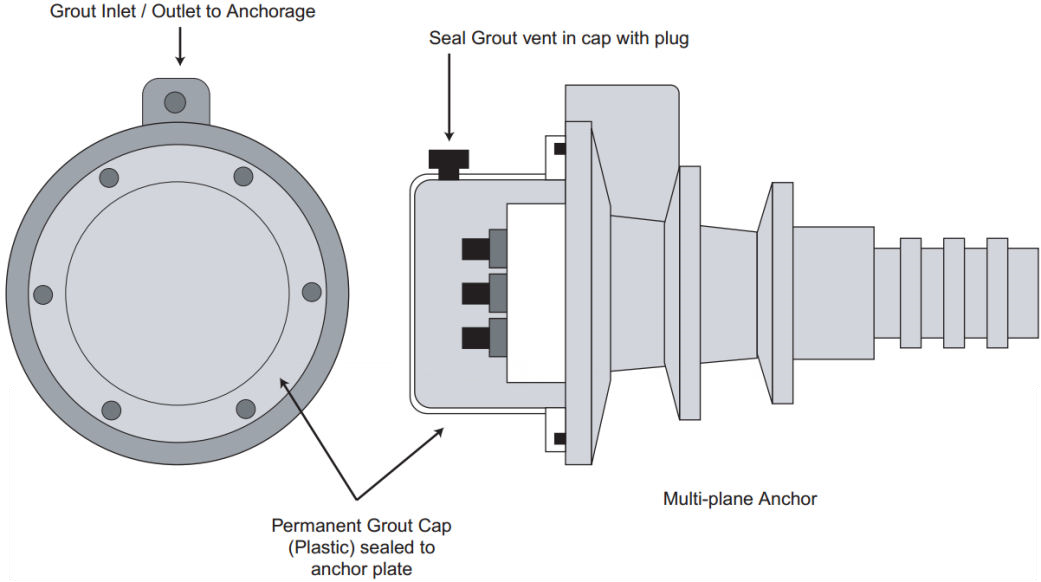 Grout Inlet / Outlet to Anchorage
Seal Grout vent in cap with plug
Multi-plane Anchor
Permanent Grout Cap
(Plastic) sealed to
anchor plate